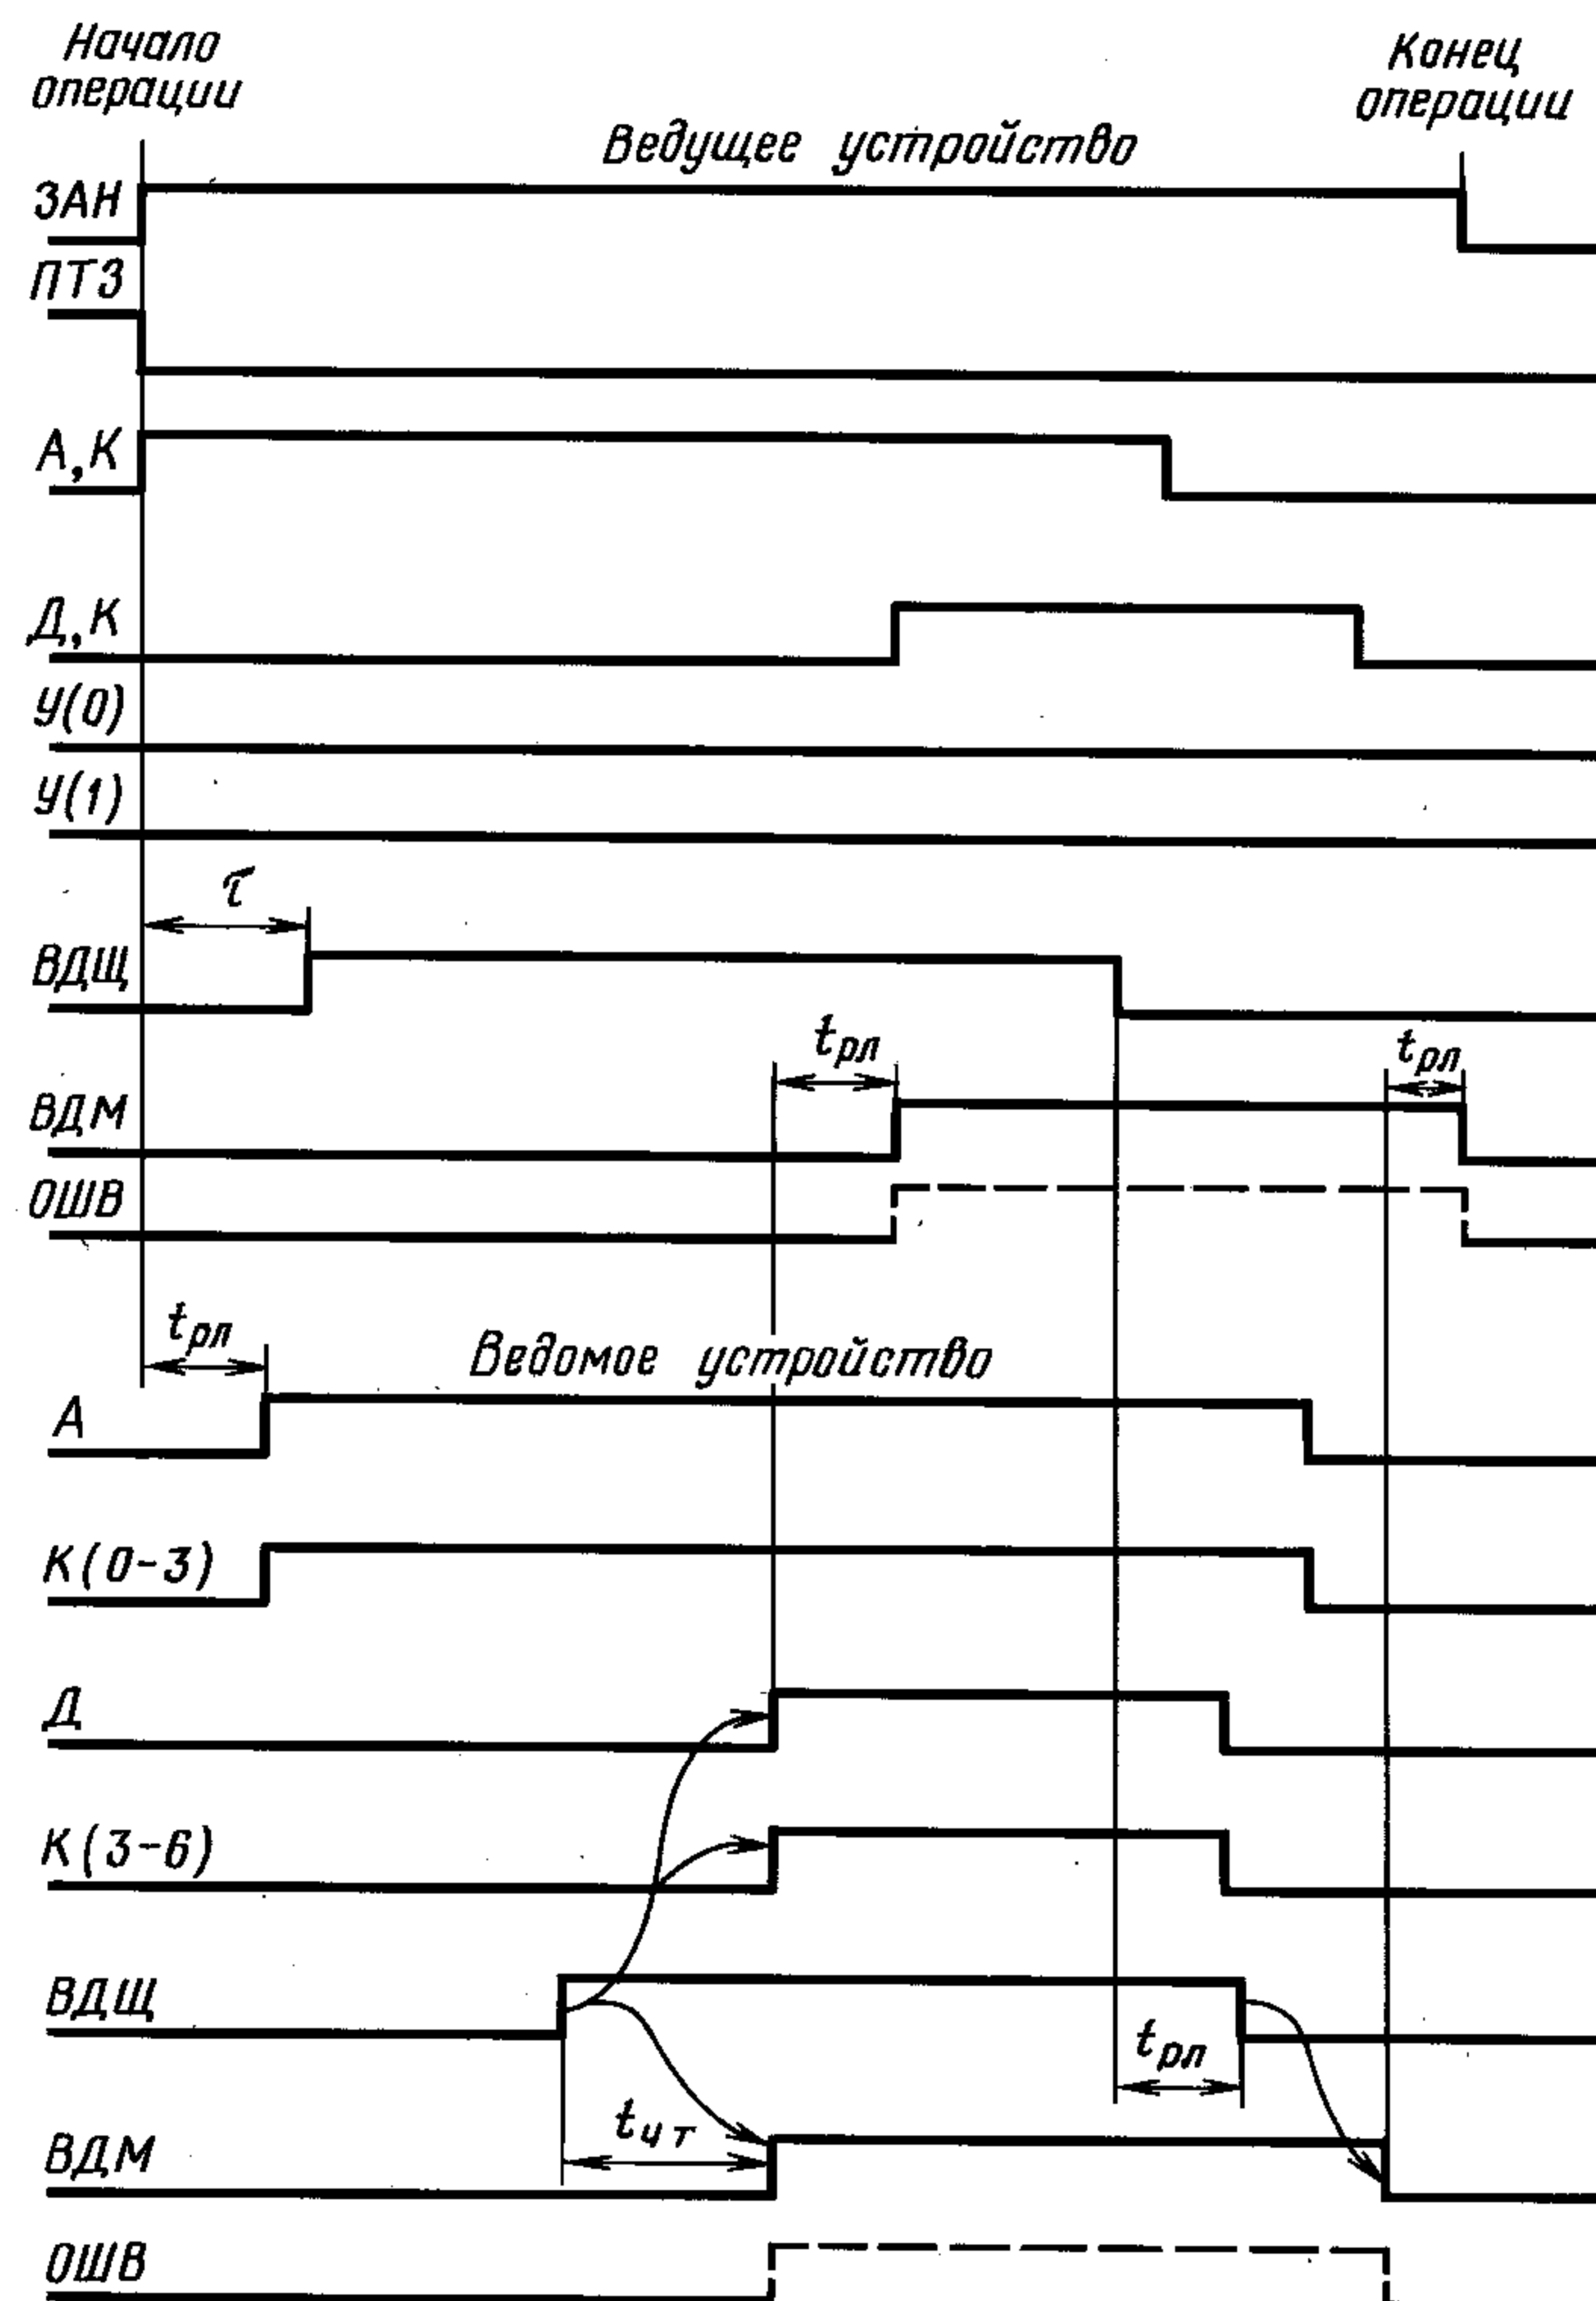 Начало
операции
Конец
операции
Ведущее устройство
ЗАН
ПТЗ
А,К
Д,К
У(0)
У(1)
τ
ВДЩ
tрл
tрл
ВДМ
ОШВ
tрл
Ведомое устройство
А
К(0-3)
Д
К(3-6)
ВДЩ
tрл
tчт
ВДМ
ОШВ